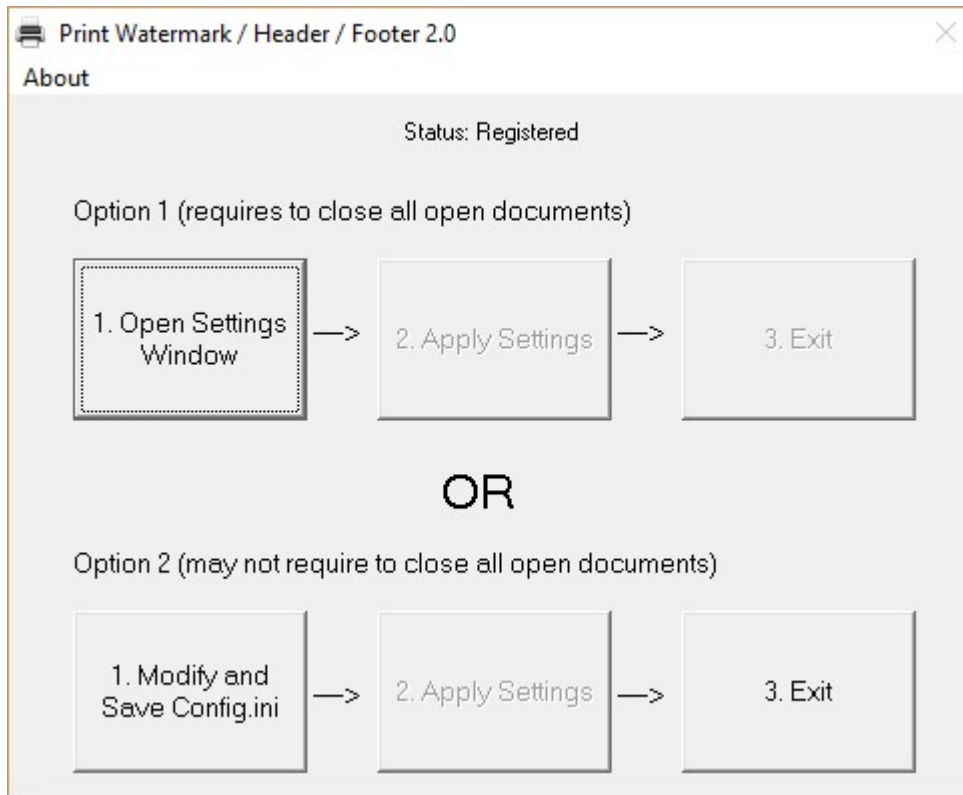 Print Watermark / Header / Footer 2.0
About
Status: Registered
Option 1 (requires to close all open documents)
1. Open Settings
Window
—>
2. Apply Settings
—>
3. Exit
OR
Option 2 (may not require to close all open documents)
1. Modify and
Save Config.ini
—>
2. Apply Settings
—>
3. Exit